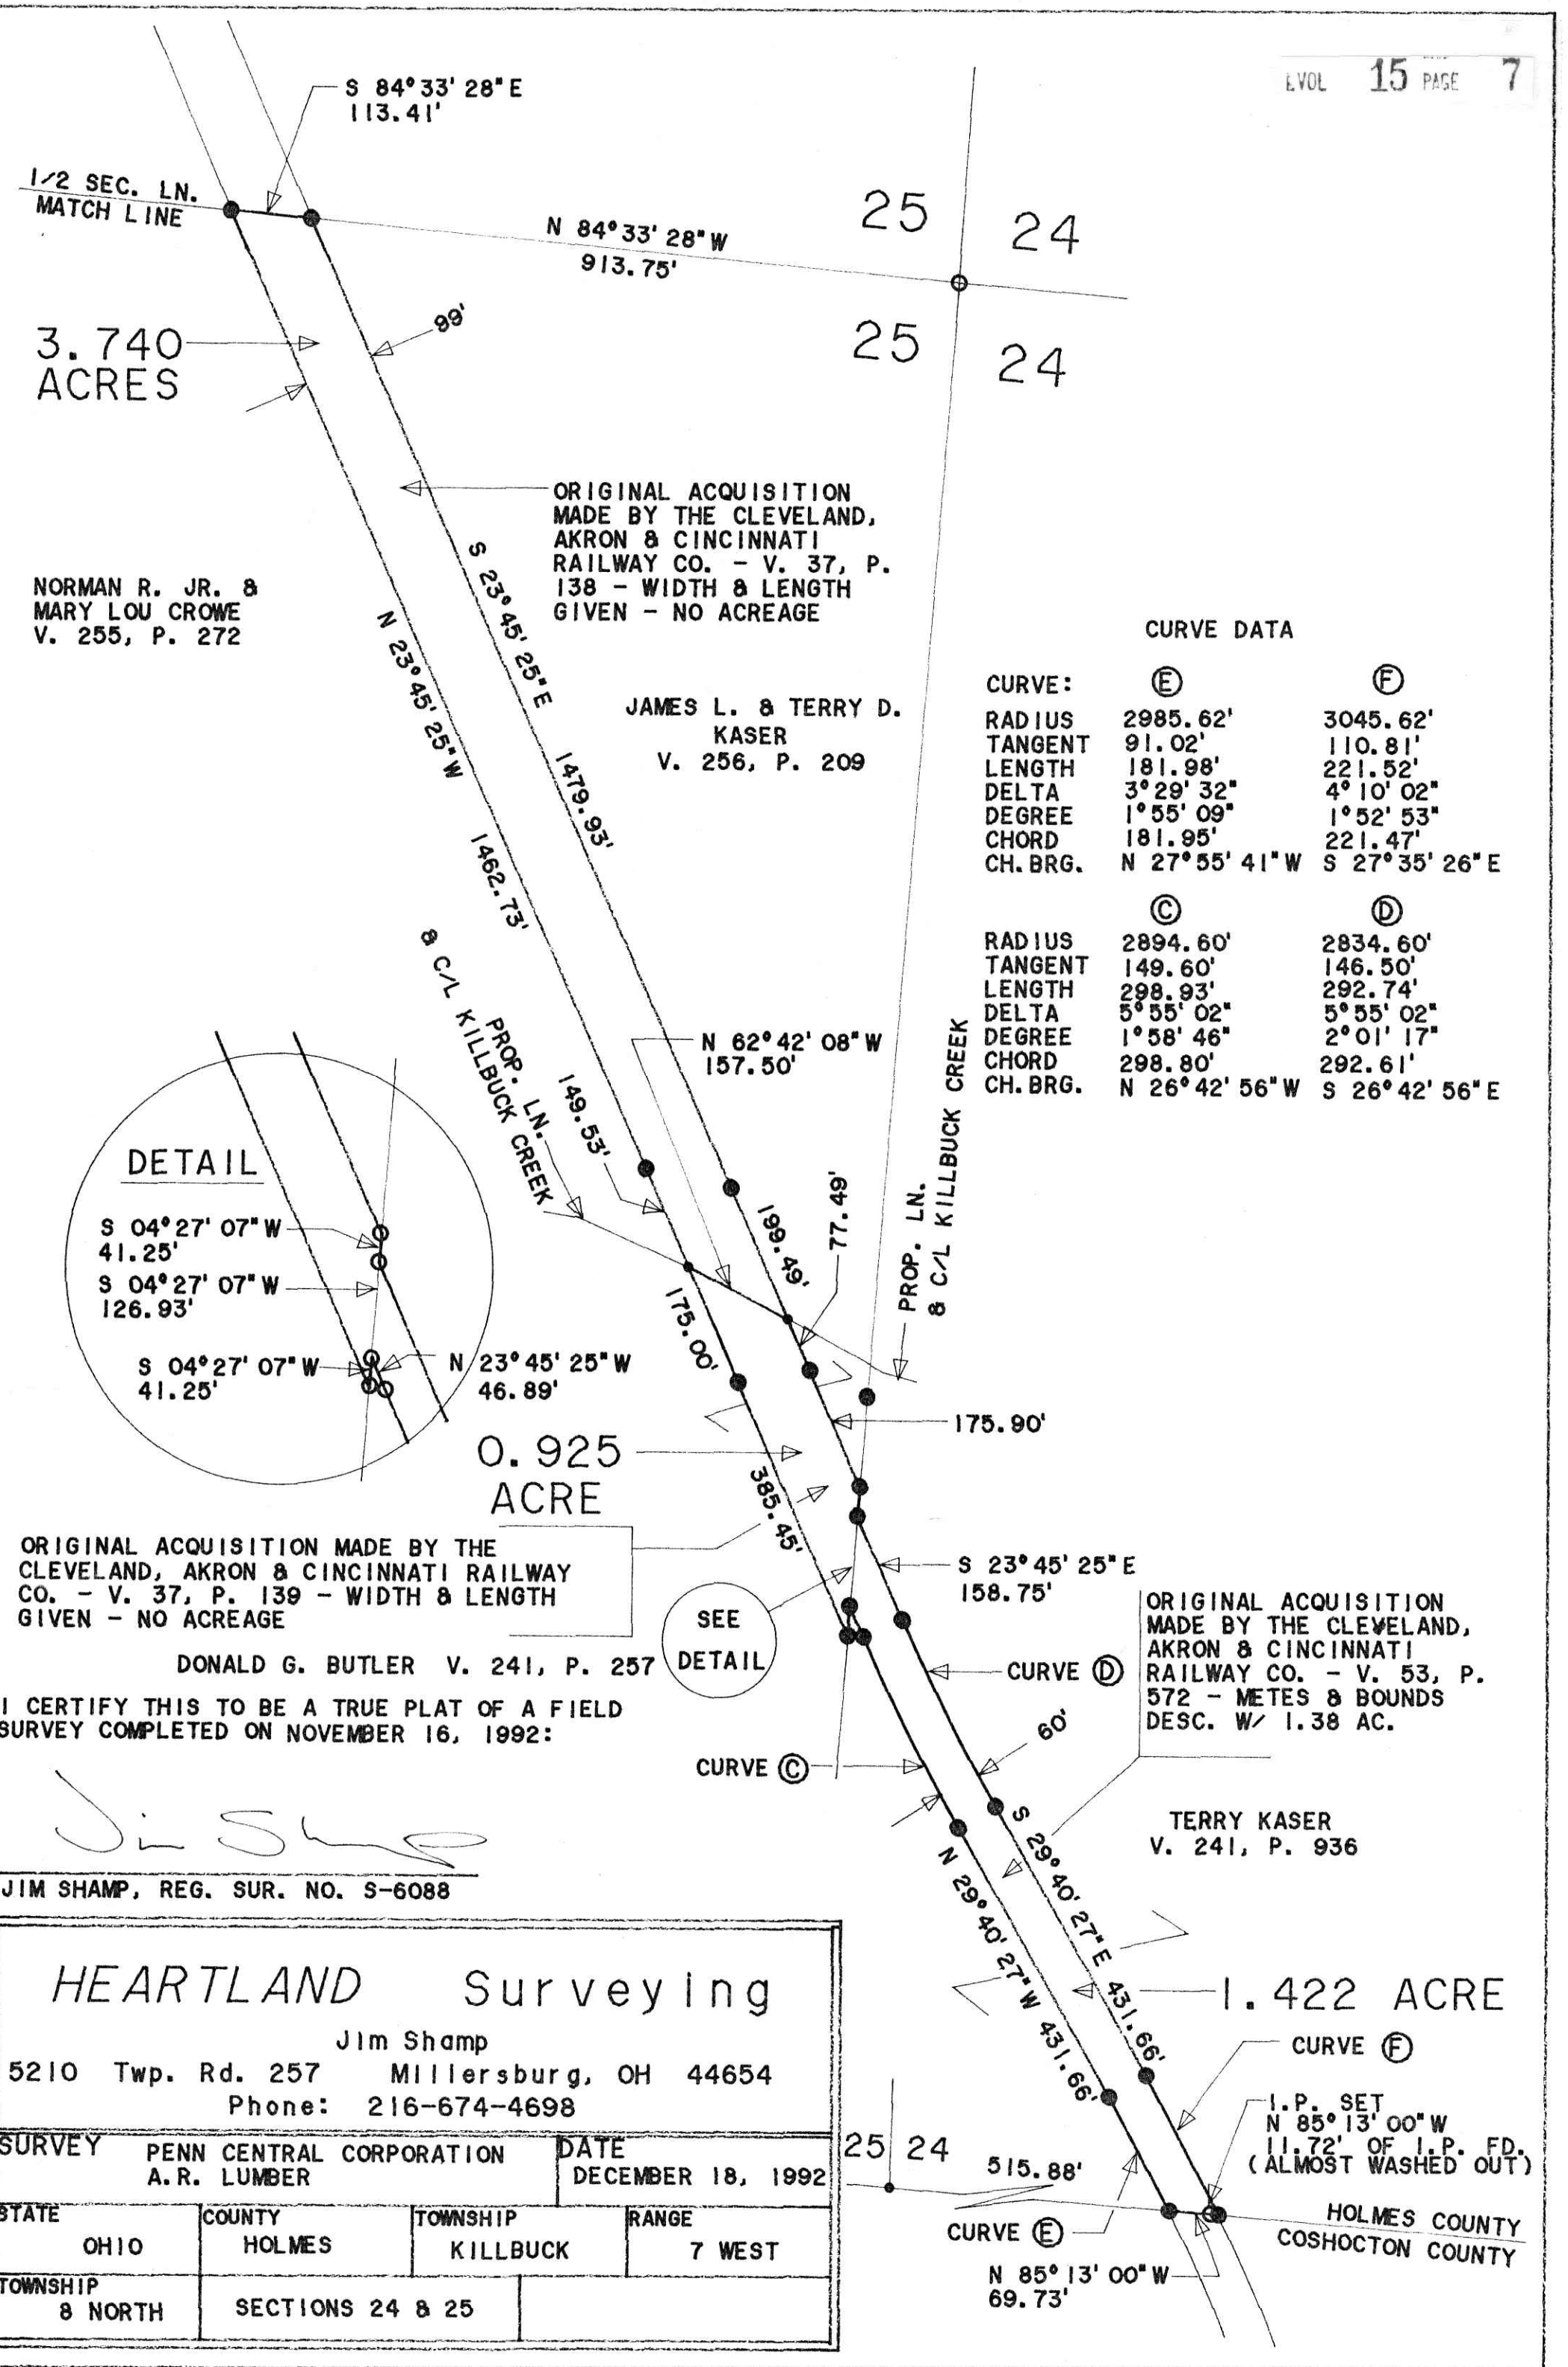 VOL 15 PAGE 7
S 84°33'28"E
113.41'
1/2 SEC. LN.
MATCH LINE
N 84°33'28"W
913.75'
25 24
25 24
3.740
ACRES
99'
ORIGINAL ACQUISITION
MADE BY THE CLEVELAND,
AKRON & CINCINNATI
RAILWAY CO. - V. 37, P.
138 - WIDTH & LENGTH
GIVEN - NO ACREAGE
NORMAN R. JR. &
MARY LOU CROWE
V. 255, P. 272
S 23°45'25"E 1479.93'
N 23°45'25"W 1462.73'
JAMES L. & TERRY D.
KASER
V. 256, P. 209
CURVE DATA
CURVE: E F
RADIUS 2985.62' 3045.62'
TANGENT 91.02' 110.81'
LENGTH 181.98' 221.52'
DELTA 3°29'32" 4°10'02"
DEGREE 1°55'09" 1°52'53"
CHORD 181.95' 221.47'
CH.BRG. N 27°55'41"W S 27°35'26"E
C D
RADIUS 2894.60' 2834.60'
TANGENT 149.60' 146.50'
LENGTH 298.93' 292.74'
DELTA 5°55'02" 5°55'02"
DEGREE 1°58'46" 2°01'17"
CHORD 298.80' 292.61'
CH.BRG. N 26°42'56"W S 26°42'56"E
PROP. LN.
& C/L KILLBUCK CREEK
N 62°42'08"W
157.50'
149.53'
199.49'
77.49'
PROP. LN.
& C/L KILLBUCK CREEK
DETAIL
S 04°27'07"W
41.25'
S 04°27'07"W
126.93'
S 04°27'07"W
41.25'
N 23°45'25"W
46.89'
175.00'
175.90'
0.925
ACRE
385.45'
ORIGINAL ACQUISITION MADE BY THE
CLEVELAND, AKRON & CINCINNATI RAILWAY
CO. - V. 37, P. 139 - WIDTH & LENGTH
GIVEN - NO ACREAGE
S 23°45'25"E
158.75'
SEE
DETAIL
ORIGINAL ACQUISITION
MADE BY THE CLEVELAND,
AKRON & CINCINNATI
RAILWAY CO. - V. 53, P.
572 - METES & BOUNDS
DESC. W/ 1.38 AC.
DONALD G. BUTLER V. 241, P. 257
CURVE D
I CERTIFY THIS TO BE A TRUE PLAT OF A FIELD
SURVEY COMPLETED ON NOVEMBER 16, 1992:
60'
CURVE C
Jim Shamp
JIM SHAMP, REG. SUR. NO. S-6088
TERRY KASER
V. 241, P. 936
S 29°40'27"E 431.66'
N 29°40'27"W 431.66'
1.422 ACRE
CURVE F
I.P. SET
N 85°13'00"W
11.72' OF I.P. FD.
(ALMOST WASHED OUT)
25 24
515.88'
HOLMES COUNTY
COSHOCTON COUNTY
CURVE E
N 85°13'00"W
69.73'
HEARTLAND Surveying
Jim Shamp
5210 Twp. Rd. 257 Millersburg, OH 44654
Phone: 216-674-4698
SURVEY PENN CENTRAL CORPORATION
A.R. LUMBER
DATE
DECEMBER 18, 1992
STATE
OHIO
COUNTY
HOLMES
TOWNSHIP
KILLBUCK
RANGE
7 WEST
TOWNSHIP
8 NORTH
SECTIONS 24 & 25